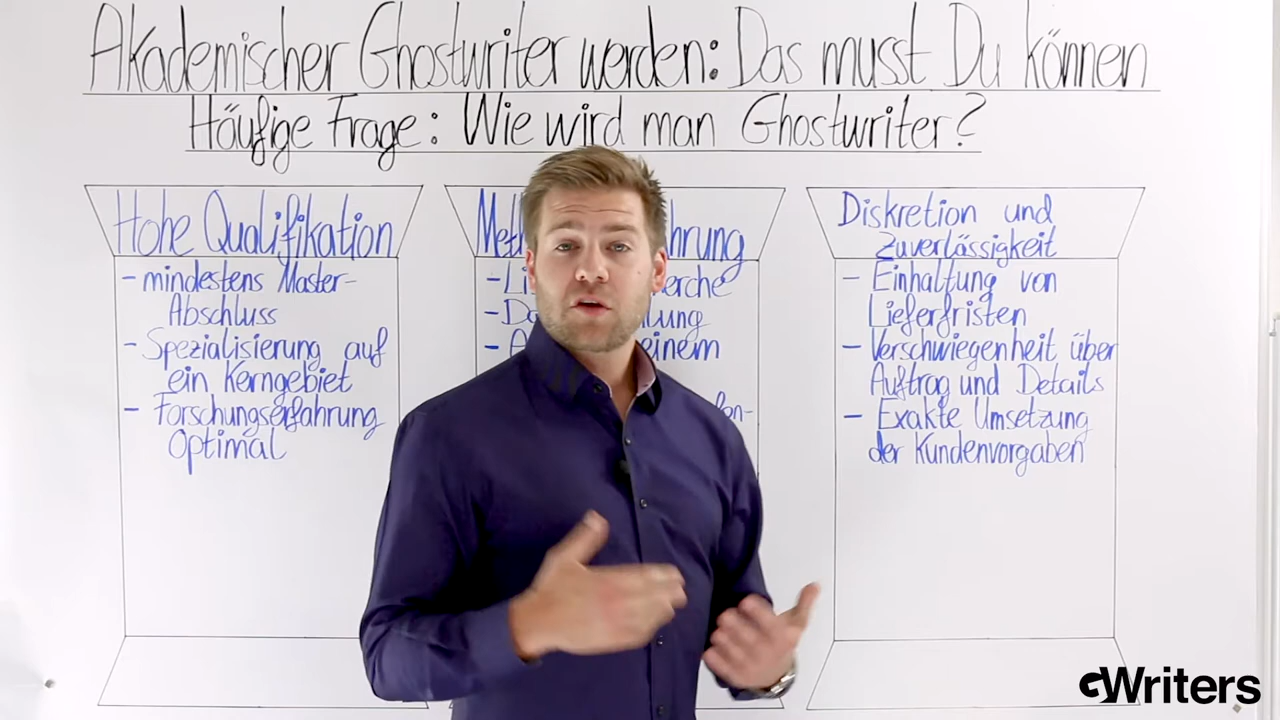 Akademischer Ghostwriter werden: Das musst Du können
Häufige Frage: Wie wird man Ghostwriter?
Hohe Qualifikation
- mindestens Master-
Abschluss
- Spezialisierung auf
ein Kerngebiet
- Forschungserfahrung
Optimal
Diskretion und
Zuverlässigkeit
- Einhaltung von
Lieferfristen
- Verschwiegenheit über
Auftrag und Details
- Exakte Umsetzung
der Kundenvorgaben
GWriters